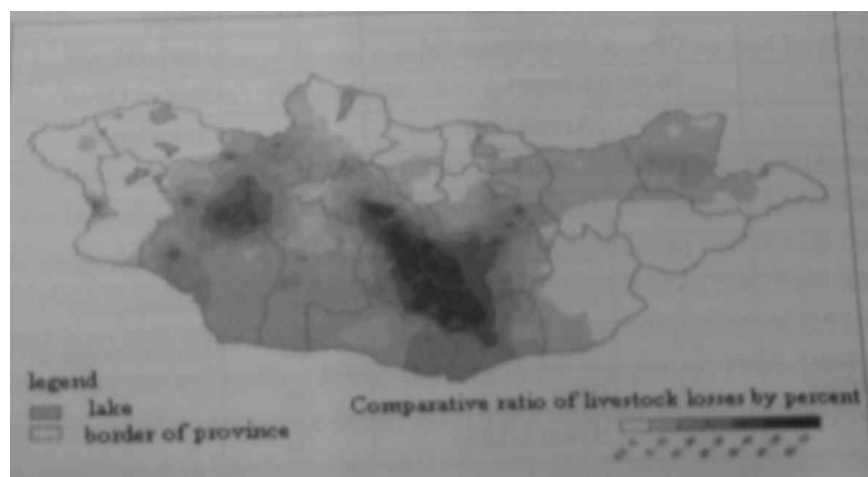 legend
lake
border of province
Comparative ratio of livestock losses by percent